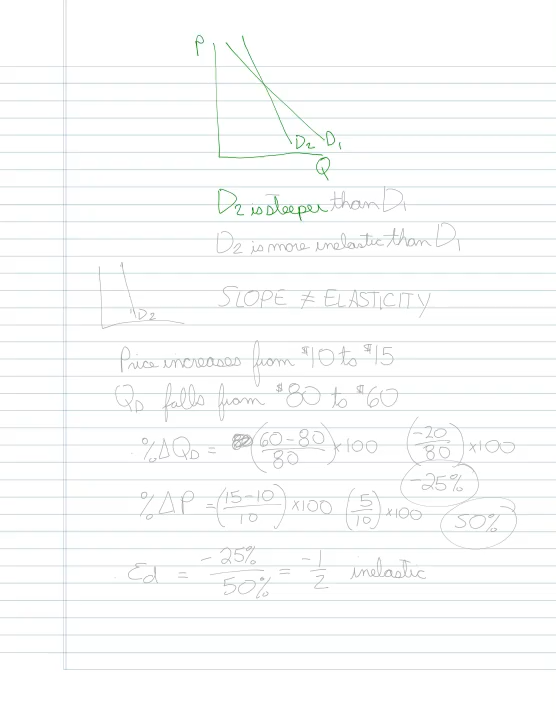 P
D2 D1
Q
D2 is steeper than D1
D2 is more inelastic than D1
D2
SLOPE ≠ ELASTICITY
Price increases from $10 to $15
QD falls from $80 to $60
%ΔQD = (60-80/80) x100 (-20/80) x100
-25%
%ΔP = (15-10/10) x100 (5/10) x100 50%
Ed = -25%/50% = -1/2 inelastic